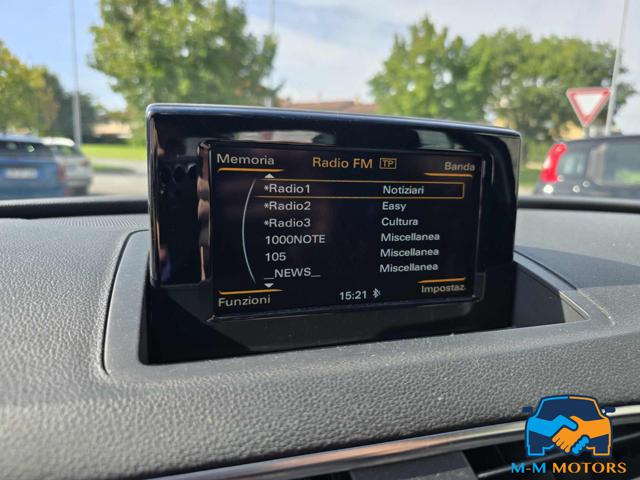 Memoria Radio FM TP Banda
*Radio1 Notiziari
*Radio2 Easy
*Radio3 Cultura
1000NOTE Miscellanea
105 Miscellanea
__NEWS__ Miscellanea
Funzioni 15:21 Impostaz.
M-M MOTORS